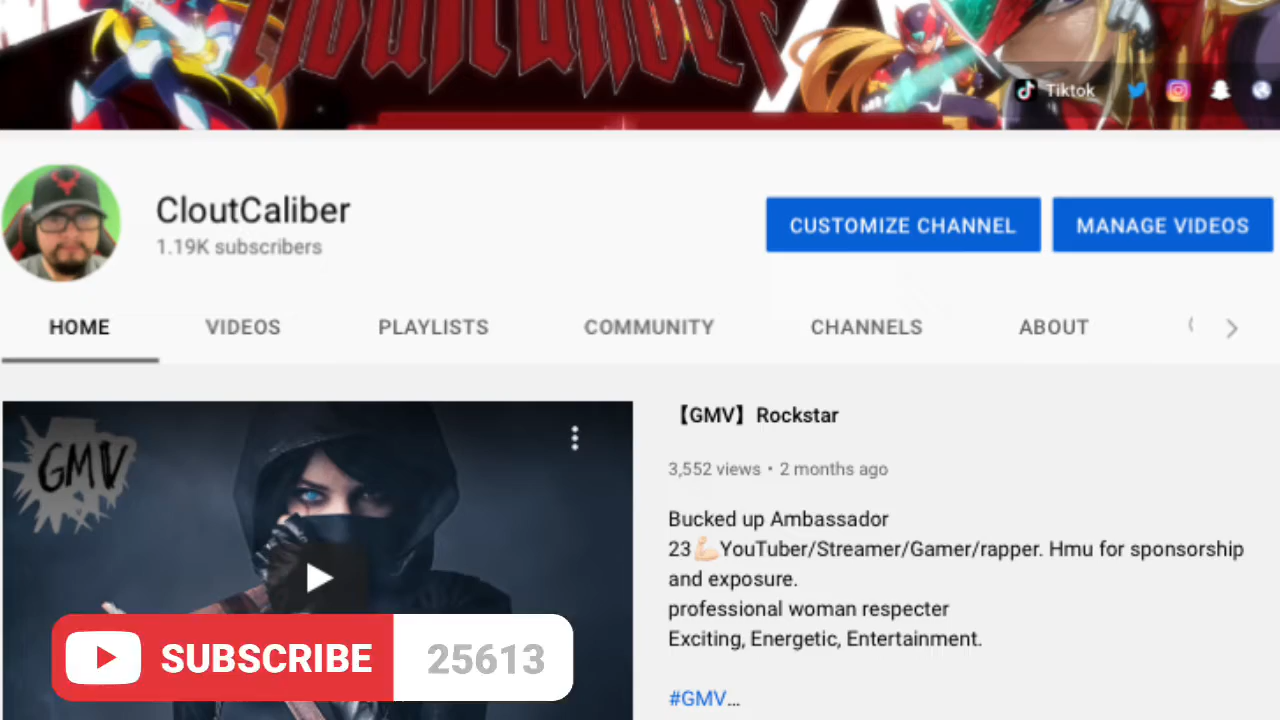 CloutCaliber
Tiktok
CloutCaliber
1.19K subscribers
CUSTOMIZE CHANNEL
MANAGE VIDEOS
HOME
VIDEOS
PLAYLISTS
COMMUNITY
CHANNELS
ABOUT
GMV
【GMV】Rockstar
3,552 views • 2 months ago
Bucked up Ambassador
23💪🏻YouTuber/Streamer/Gamer/rapper. Hmu for sponsorship
and exposure.
professional woman respecter
Exciting, Energetic, Entertainment.
#GMV...
SUBSCRIBE
25613